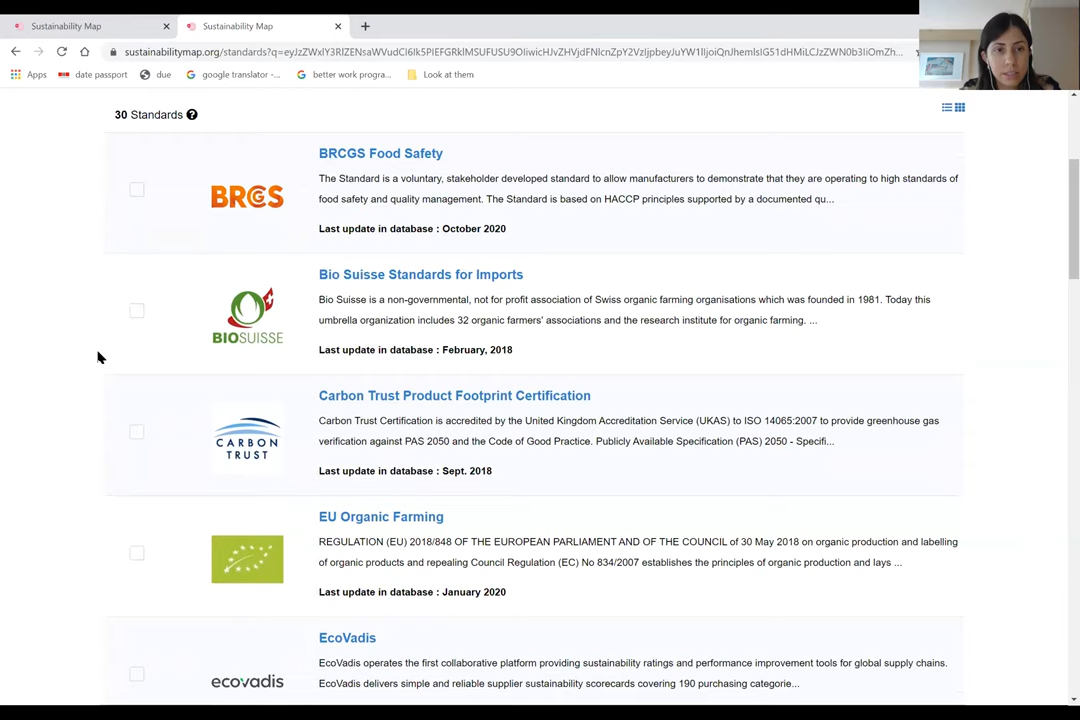 Sustainability Map
Sustainability Map
sustainabilitymap.org/standards?q=eyJzZWxlY3RlZENsaWVudCI6Ik5PIEFGRklMSUFUSU9OIiwicHJvZHVjdFNlcnZpY2VzIjpbeyJuYW1lIjoiQnJhemlsIG51dHMiLCJzZWN0b3IiOmZh...
Apps
date passport
due
google translator -...
better work progra...
Look at them
30 Standards
BRCGS Food Safety
The Standard is a voluntary, stakeholder developed standard to allow manufacturers to demonstrate that they are operating to high standards of
food safety and quality management. The Standard is based on HACCP principles supported by a documented qu...
Last update in database : October 2020
BRCGS
Bio Suisse Standards for Imports
Bio Suisse is a non-governmental, not for profit association of Swiss organic farming organisations which was founded in 1981. Today this
umbrella organization includes 32 organic farmers' associations and the research institute for organic farming. ...
Last update in database : February, 2018
BIOSUISSE
Carbon Trust Product Footprint Certification
Carbon Trust Certification is accredited by the United Kingdom Accreditation Service (UKAS) to ISO 14065:2007 to provide greenhouse gas
verification against PAS 2050 and the Code of Good Practice. Publicly Available Specification (PAS) 2050 - Specifi...
Last update in database : Sept. 2018
CARBON
TRUST
EU Organic Farming
REGULATION (EU) 2018/848 OF THE EUROPEAN PARLIAMENT AND OF THE COUNCIL of 30 May 2018 on organic production and labelling
of organic products and repealing Council Regulation (EC) No 834/2007 establishes the principles of organic production and lays ...
Last update in database : January 2020
EcoVadis
EcoVadis operates the first collaborative platform providing sustainability ratings and performance improvement tools for global supply chains.
EcoVadis delivers simple and reliable supplier sustainability scorecards covering 190 purchasing categorie...
ecovadis